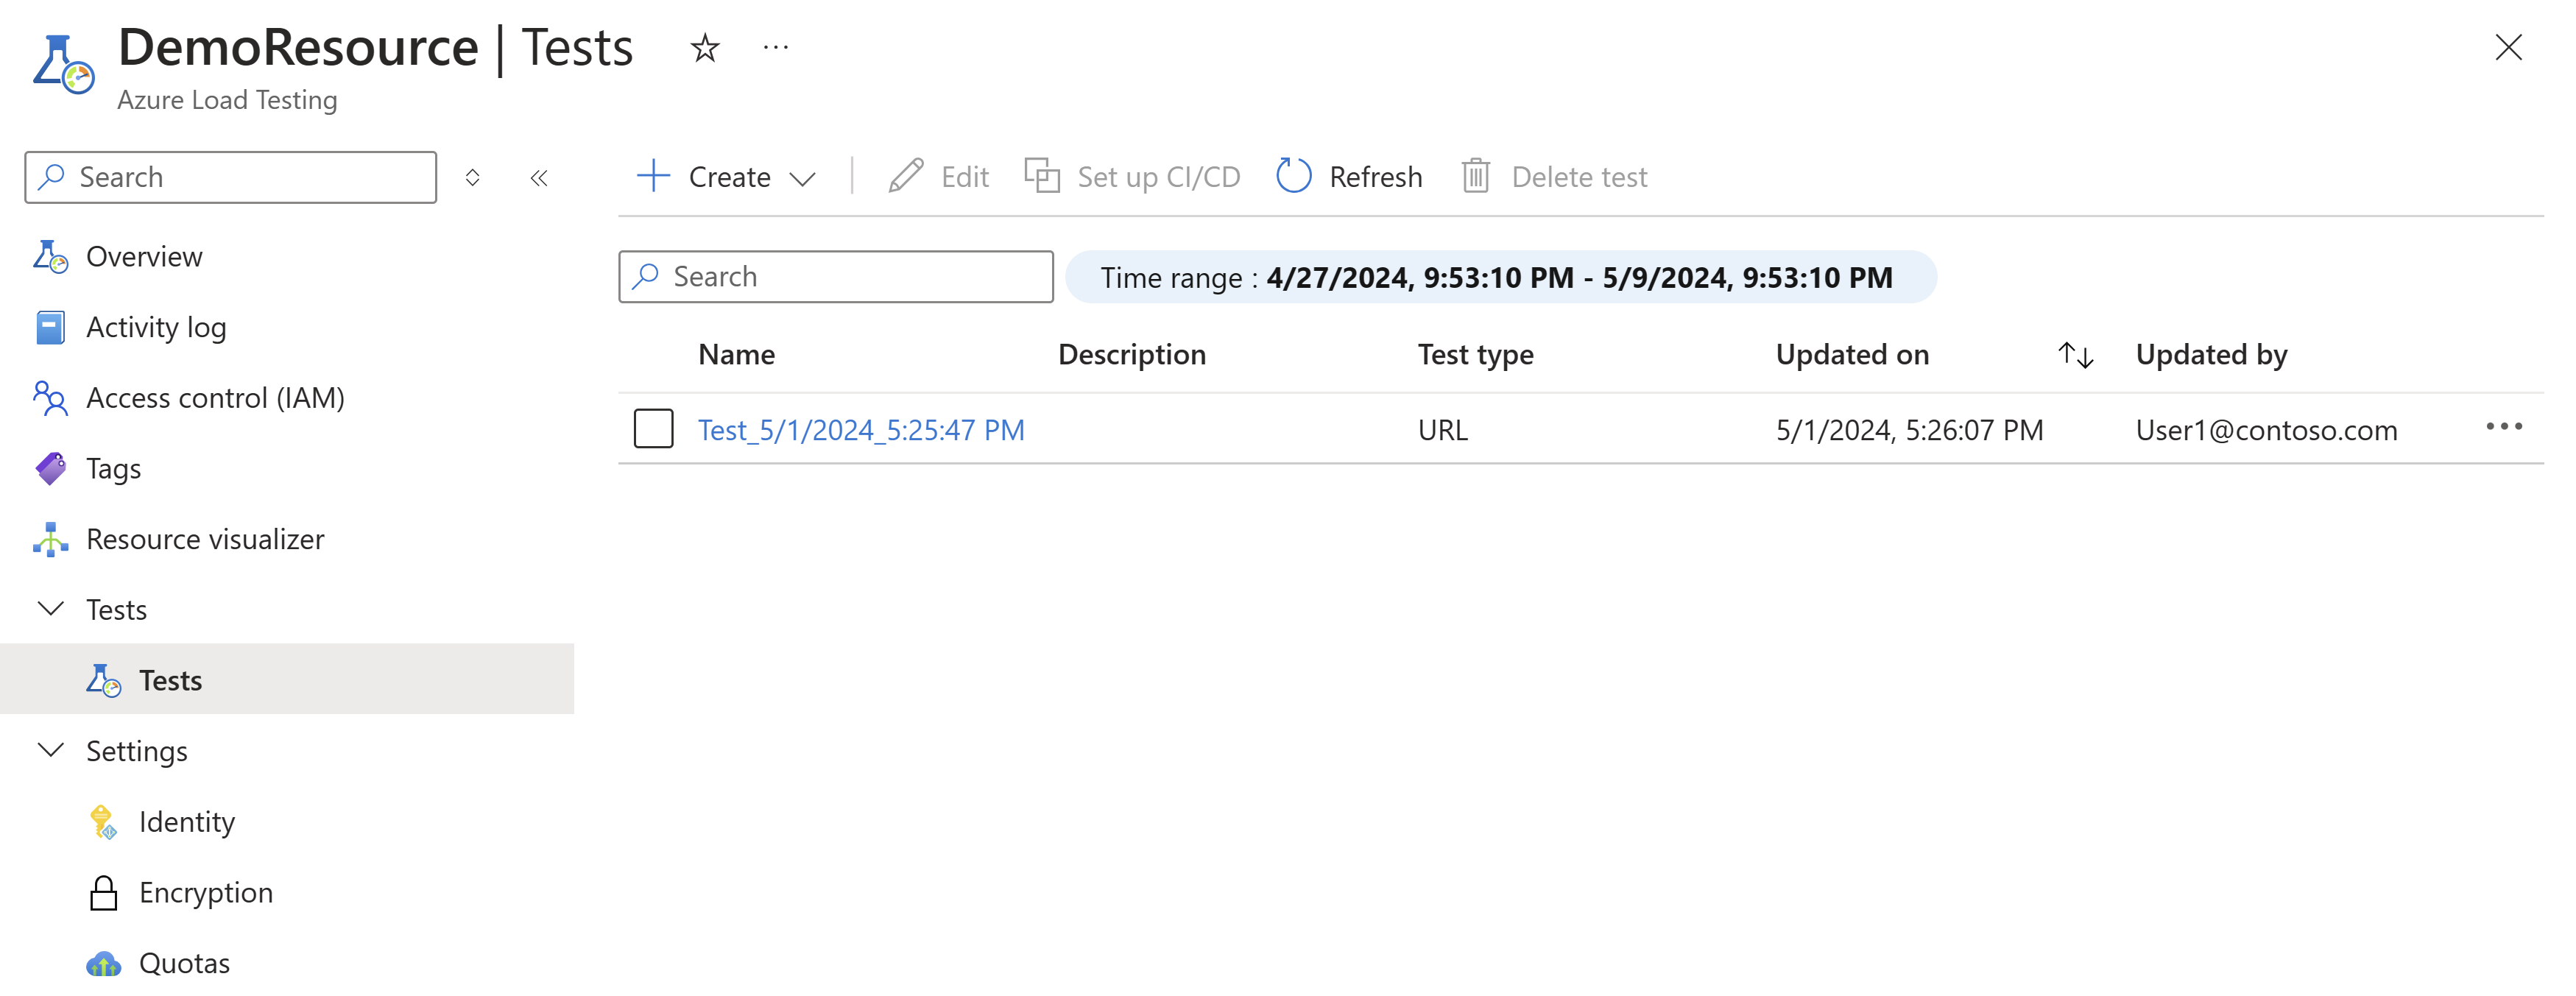 DemoResource | Tests
Azure Load Testing
Search
Overview
Activity log
Access control (IAM)
Tags
Resource visualizer
Tests
Tests
Settings
Identity
Encryption
Quotas
Create Edit Set up CI/CD Refresh Delete test
Search Time range : 4/27/2024, 9:53:10 PM - 5/9/2024, 9:53:10 PM
Name Description Test type Updated on Updated by
Test_5/1/2024_5:25:47 PM URL 5/1/2024, 5:26:07 PM User1@contoso.com